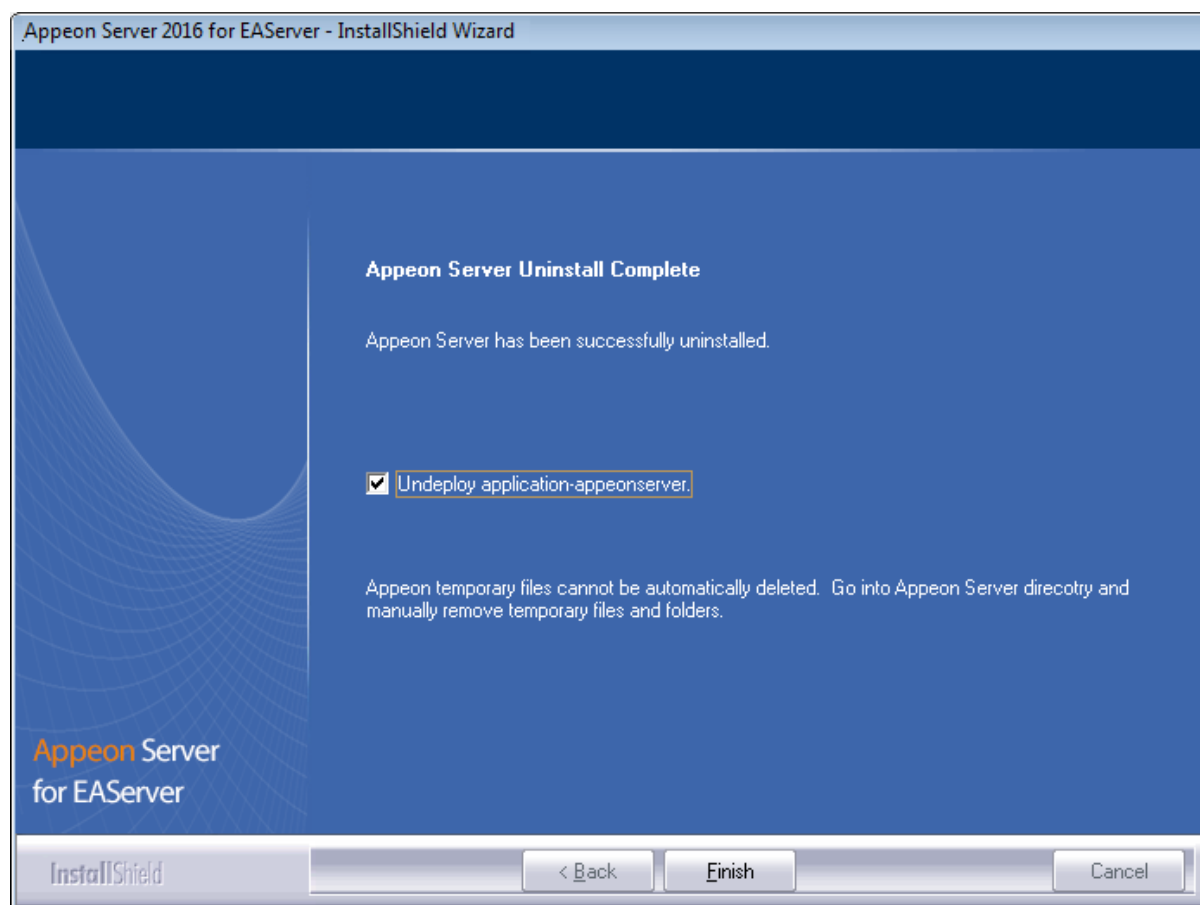 Appeon Server 2016 for EAServer - InstallShield Wizard
Appeon Server Uninstall Complete
Appeon Server has been successfully uninstalled.
Undeploy application-appeonserver.
Appeon temporary files cannot be automatically deleted.  Go into Appeon Server direcotry and
manually remove temporary files and folders.
Appeon Server
for EAServer
InstallShield
< Back
Finish
Cancel